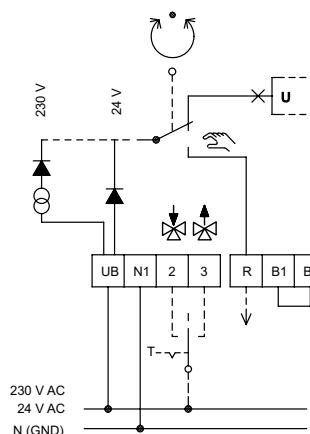 230 V
24 V
U
UB
N1
2
3
R
B1
B
T
230 V AC
24 V AC
N (GND)